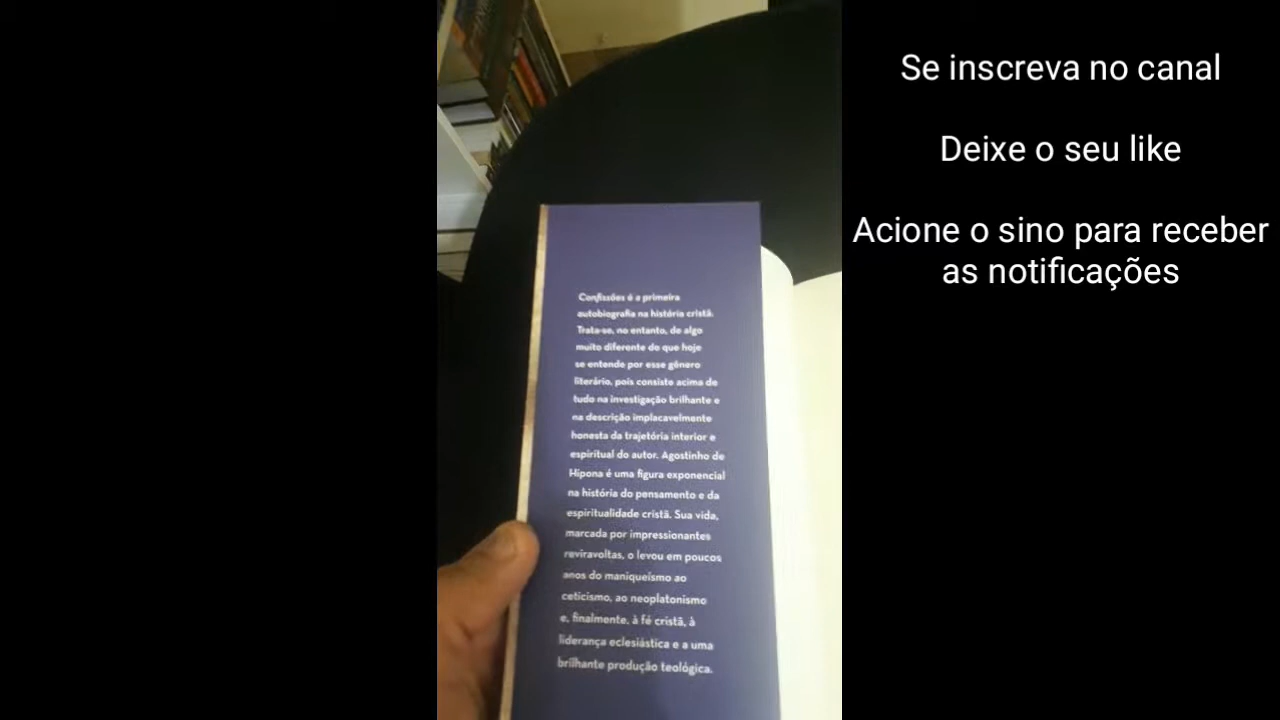 Confissões é a primeira
autobiografia na história cristã.
Trata-se, no entanto, de algo
muito diferente do que hoje
se entende por esse gênero
literário, pois consiste acima de
tudo na investigação brilhante e
na descrição implacavelmente
honesta da trajetória interior e
espiritual do autor. Agostinho de
Hipona é uma figura exponencial
na história do pensamento e da
espiritualidade cristã. Sua vida,
marcada por impressionantes
reviravoltas, o levou em poucos
anos do maniqueísmo ao
ceticismo, ao neoplatonismo
e, finalmente, à fé cristã, à
liderança eclesiástica e a uma
brilhante produção teológica.
Se inscreva no canal
Deixe o seu like
Acione o sino para receber
as notificações